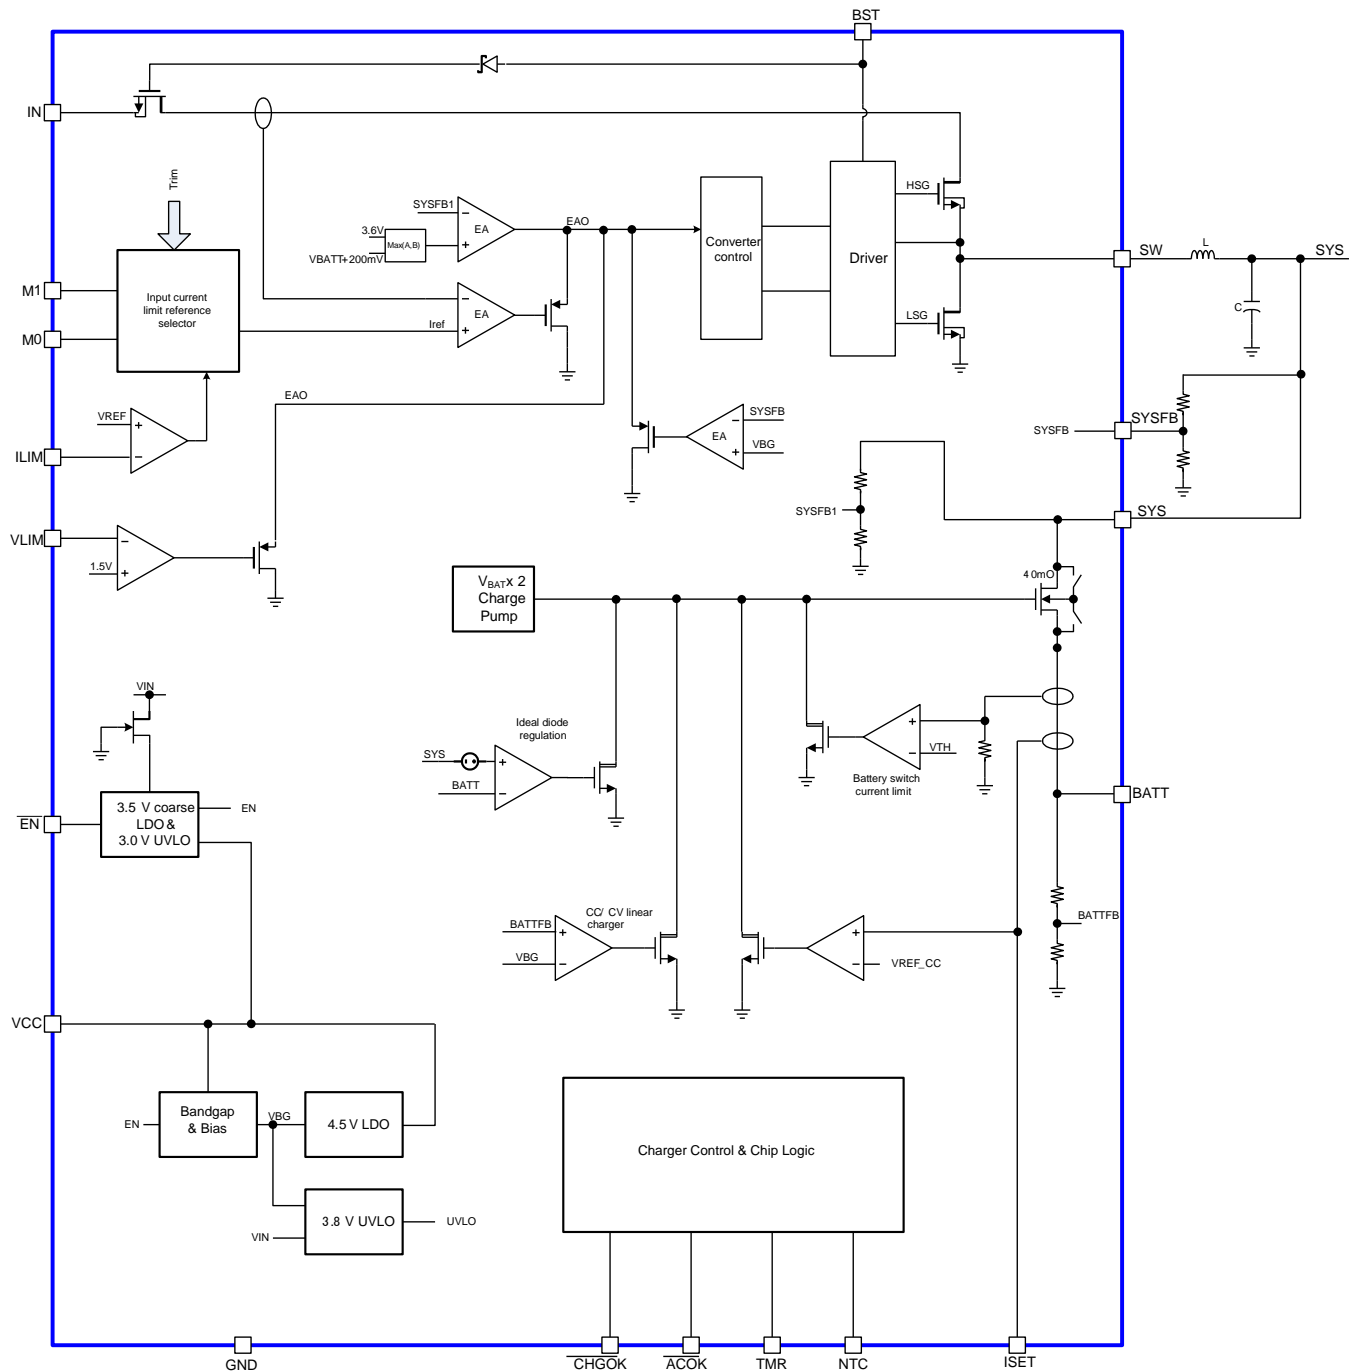 BST
IN
Trim
HSG
SYSFB1
EA
EAO
3.6V
Max(A,B)
VBATT+200mV
Converter
control
Driver
SW
L
SYS
M1
Input current
limit reference
selector
EA
Iref
C
LSG
M0
EAO
VREF
SYSFB
EA
VBG
SYSFB
SYSFB
ILIM
SYSFB1
SYS
VLIM
1.5V
40mO
VBAT x 2
Charge
Pump
VIN
Ideal diode
regulation
SYS
BATT
VTH
Battery switch
current limit
BATT
3.5 V coarse
LDO &
3.0 V UVLO
EN
EN
CC/ CV linear
charger
BATTFB
VBG
VREF_CC
BATTFB
VCC
Bandgap
& Bias
EN
VBG
4.5 V LDO
Charger Control & Chip Logic
3.8 V UVLO
UVLO
VIN
GND
CHGOK
ACOK
TMR
NTC
ISET